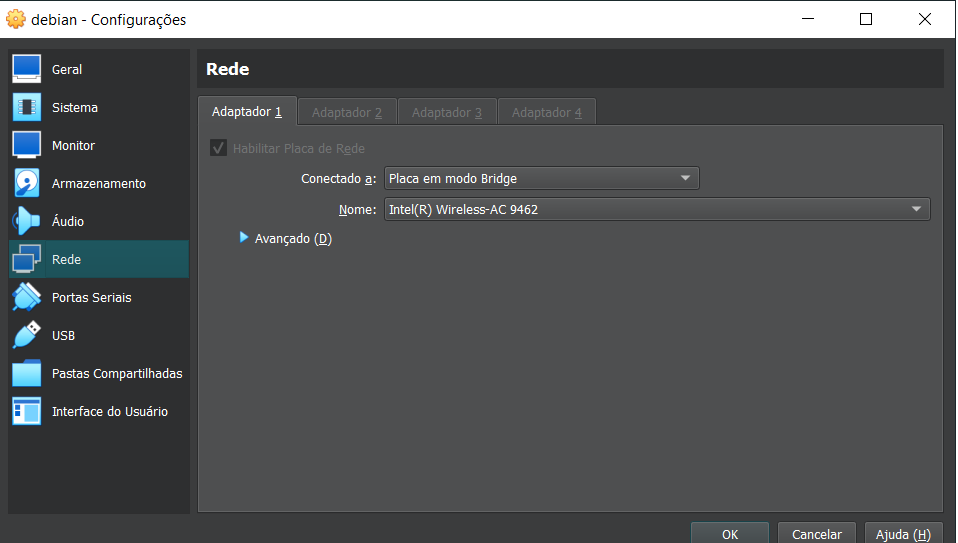 debian - Configurações
Geral
Sistema
Monitor
Armazenamento
Áudio
Rede
Portas Seriais
USB
Pastas Compartilhadas
Interface do Usuário
Rede
Adaptador 1 Adaptador 2 Adaptador 3 Adaptador 4
Habilitar Placa de Rede
Conectado a: Placa em modo Bridge
Nome: Intel(R) Wireless-AC 9462
Avançado (D)
OK Cancelar Ajuda (H)